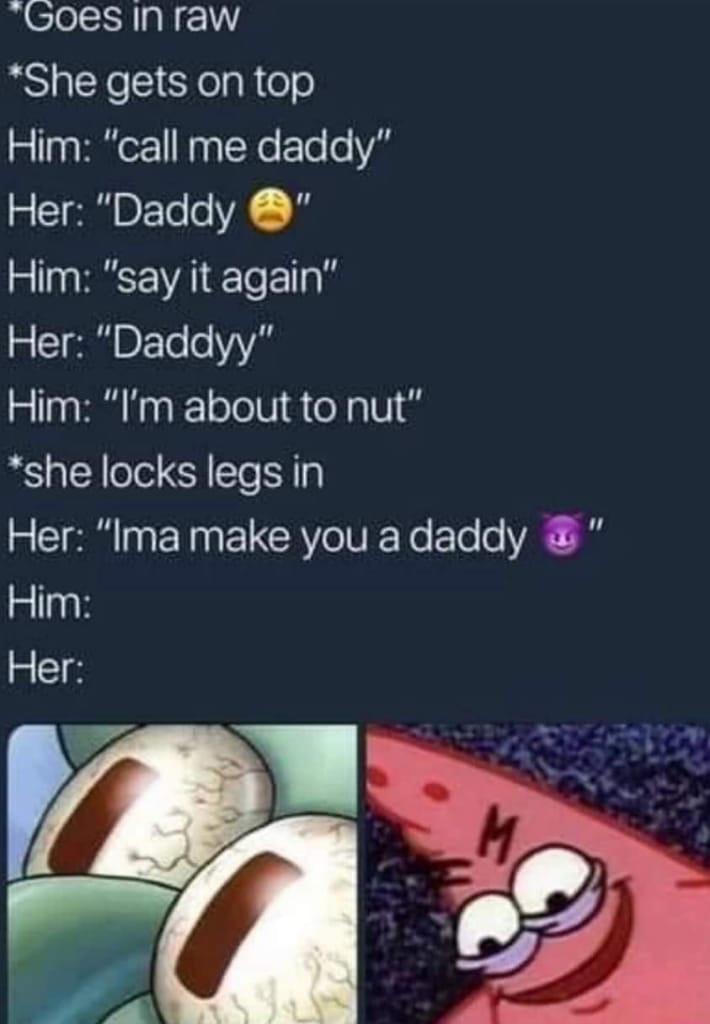 *Goes in raw
*She gets on top
Him: "call me daddy"
Her: "Daddy 😩"
Him: "say it again"
Her: "Daddyy"
Him: "I'm about to nut"
*she locks legs in
Her: "Ima make you a daddy 😈"
Him:
Her: